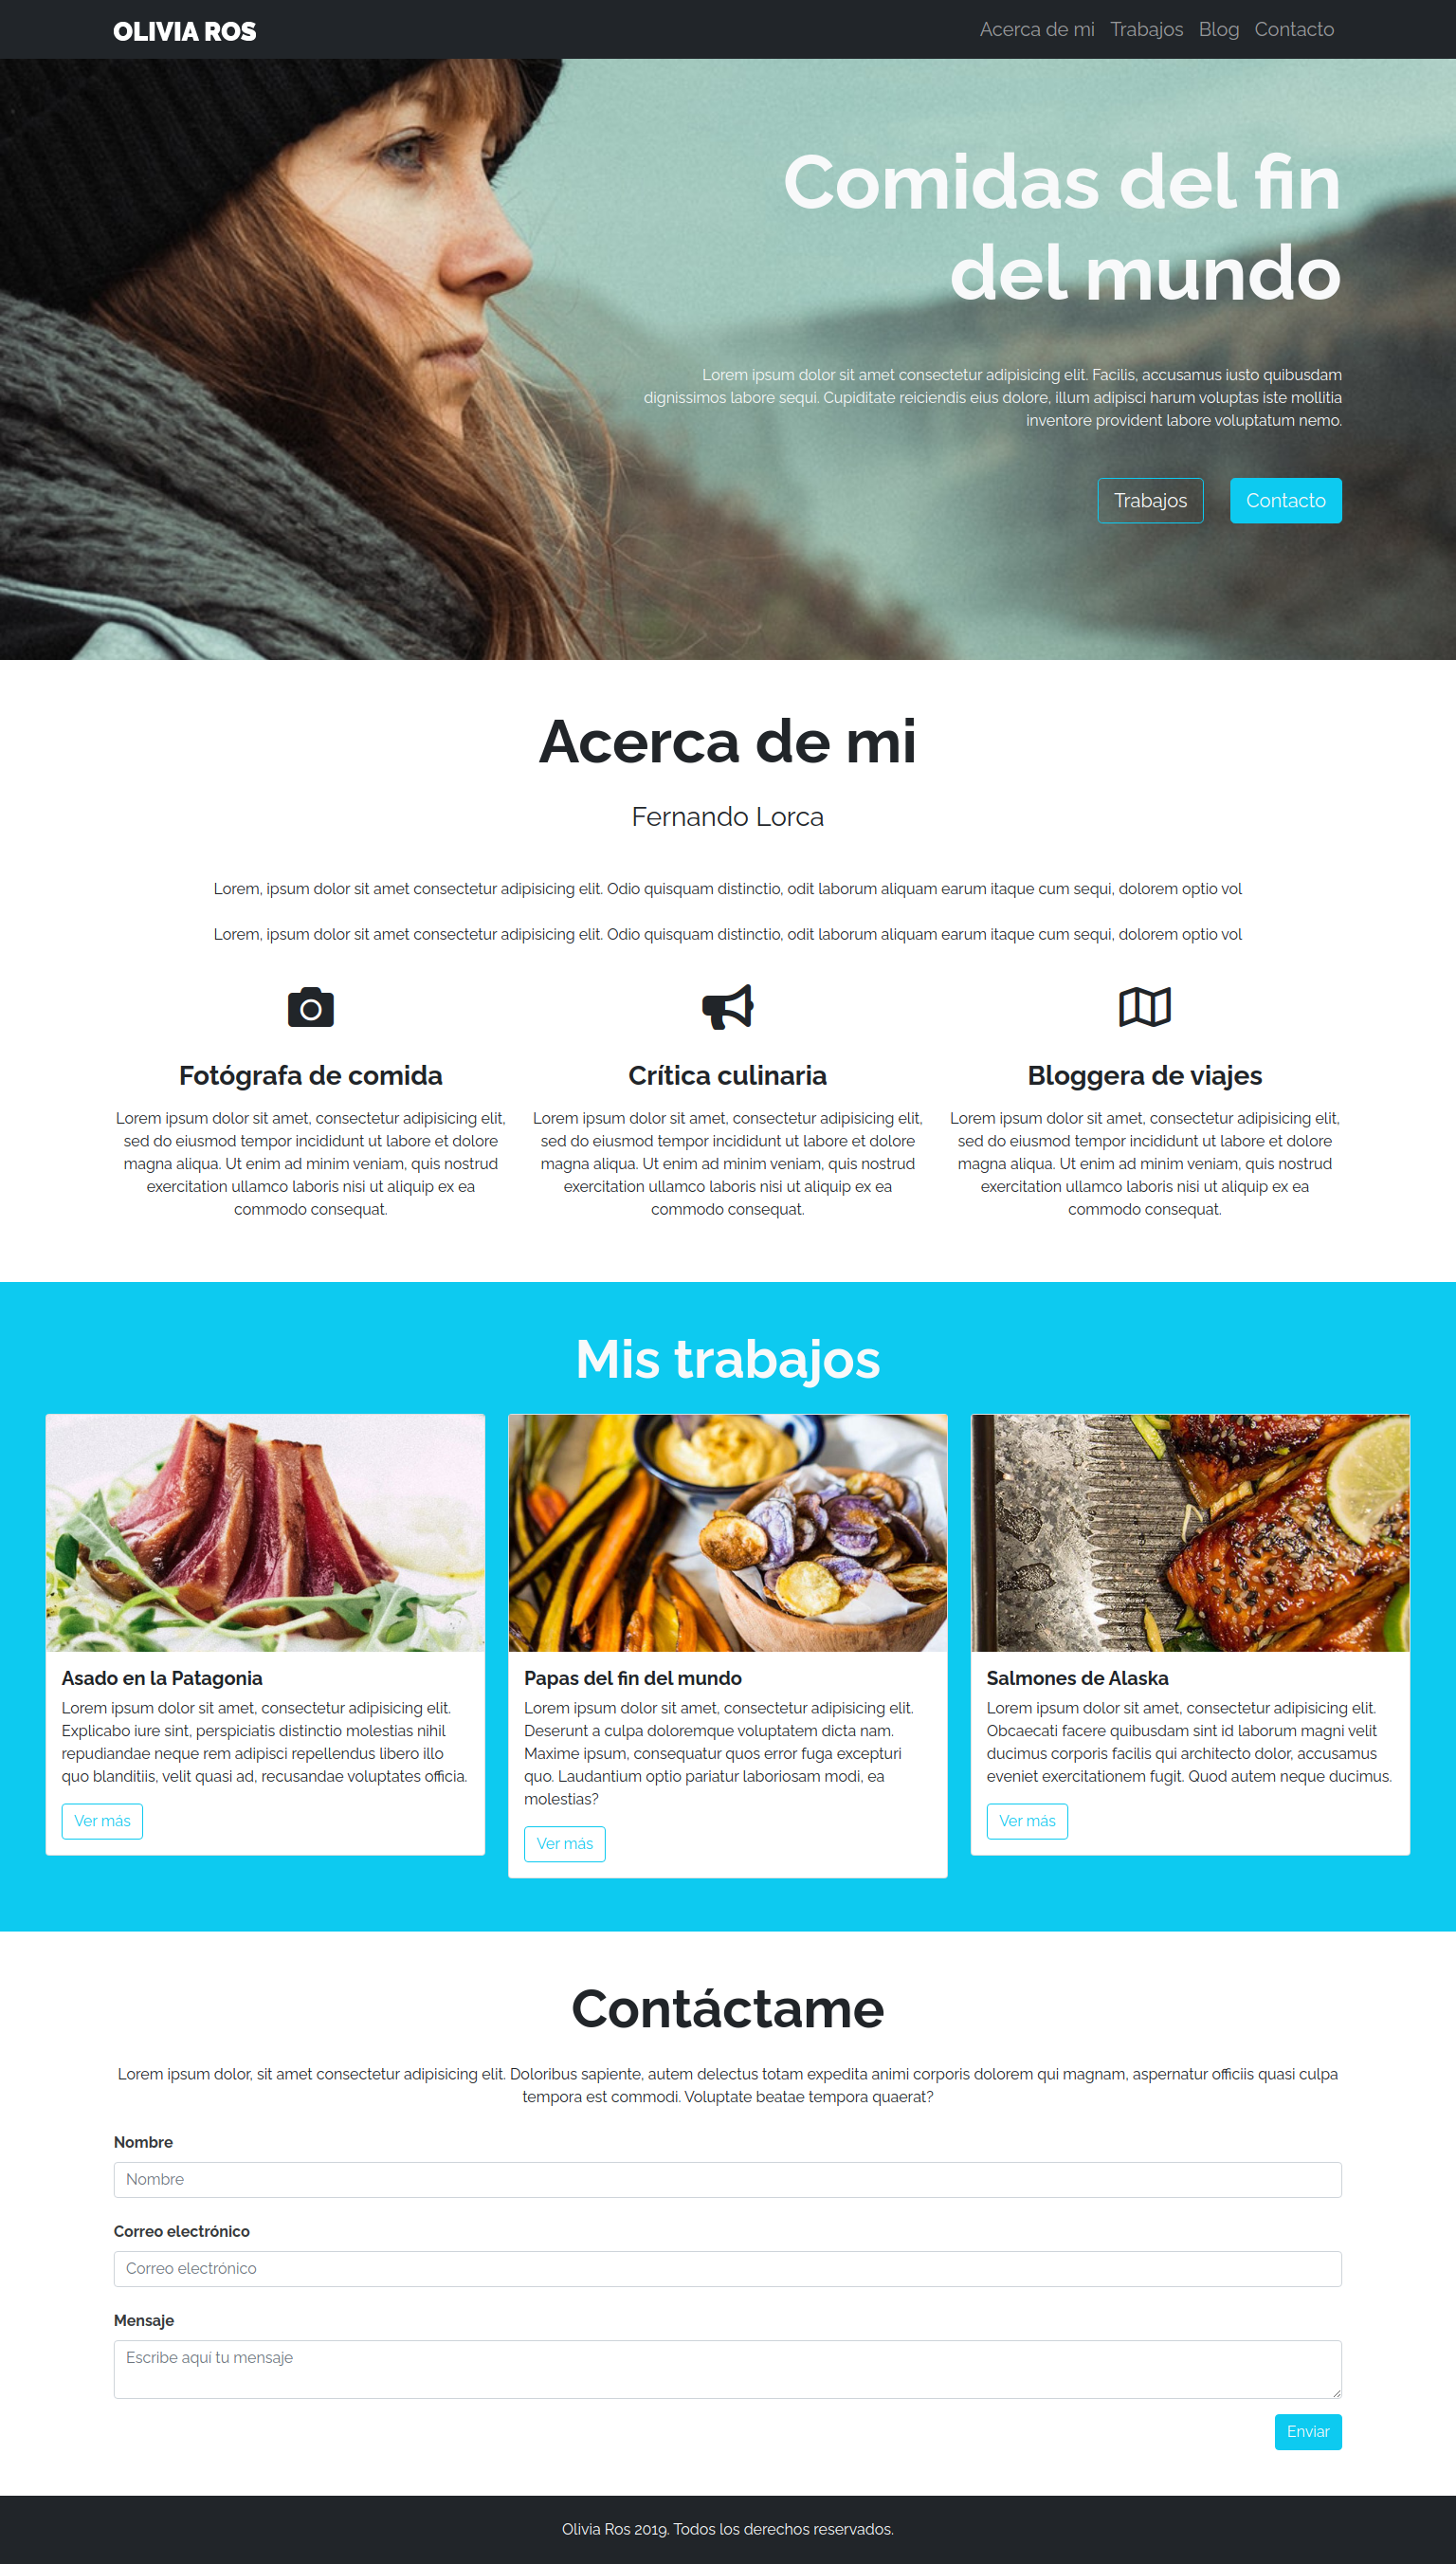 OLIVIA ROS
Acerca de mi Trabajos Blog Contacto
Comidas del fin
del mundo
Lorem ipsum dolor sit amet consectetur adipisicing elit. Facilis, accusamus iusto quibusdam
dignissimos labore sequi. Cupiditate reiciendis eius dolore, illum adipisci harum voluptas iste mollitia
inventore provident labore voluptatum nemo.
Trabajos
Contacto
Acerca de mi
Fernando Lorca
Lorem, ipsum dolor sit amet consectetur adipisicing elit. Odio quisquam distinctio, odit laborum aliquam earum itaque cum sequi, dolorem optio vol
Lorem, ipsum dolor sit amet consectetur adipisicing elit. Odio quisquam distinctio, odit laborum aliquam earum itaque cum sequi, dolorem optio vol
Fotógrafa de comida
Lorem ipsum dolor sit amet, consectetur adipisicing elit,
sed do eiusmod tempor incididunt ut labore et dolore
magna aliqua. Ut enim ad minim veniam, quis nostrud
exercitation ullamco laboris nisi ut aliquip ex ea
commodo consequat.
Crítica culinaria
Lorem ipsum dolor sit amet, consectetur adipisicing elit,
sed do eiusmod tempor incididunt ut labore et dolore
magna aliqua. Ut enim ad minim veniam, quis nostrud
exercitation ullamco laboris nisi ut aliquip ex ea
commodo consequat.
Bloggera de viajes
Lorem ipsum dolor sit amet, consectetur adipisicing elit,
sed do eiusmod tempor incididunt ut labore et dolore
magna aliqua. Ut enim ad minim veniam, quis nostrud
exercitation ullamco laboris nisi ut aliquip ex ea
commodo consequat.
Mis trabajos
Asado en la Patagonia
Lorem ipsum dolor sit amet, consectetur adipisicing elit.
Explicabo iure sint, perspiciatis distinctio molestias nihil
repudiandae neque rem adipisci repellendus libero illo
quo blanditiis, velit quasi ad, recusandae voluptates officia.
Ver más
Papas del fin del mundo
Lorem ipsum dolor sit amet, consectetur adipisicing elit.
Deserunt a culpa doloremque voluptatem dicta nam.
Maxime ipsum, consequatur quos error fuga excepturi
quo. Laudantium optio pariatur laboriosam modi, ea
molestias?
Ver más
Salmones de Alaska
Lorem ipsum dolor sit amet, consectetur adipisicing elit.
Obcaecati facere quibusdam sint id laborum magni velit
ducimus corporis facilis qui architecto dolor, accusamus
eveniet exercitationem fugit. Quod autem neque ducimus.
Ver más
Contáctame
Lorem ipsum dolor, sit amet consectetur adipisicing elit. Doloribus sapiente, autem delectus totam expedita animi corporis dolorem qui magnam, aspernatur officiis quasi culpa
tempora est commodi. Voluptate beatae tempora quaerat?
Nombre
Nombre
Correo electrónico
Correo electrónico
Mensaje
Escribe aquí tu mensaje
Enviar
Olivia Ros 2019. Todos los derechos reservados.